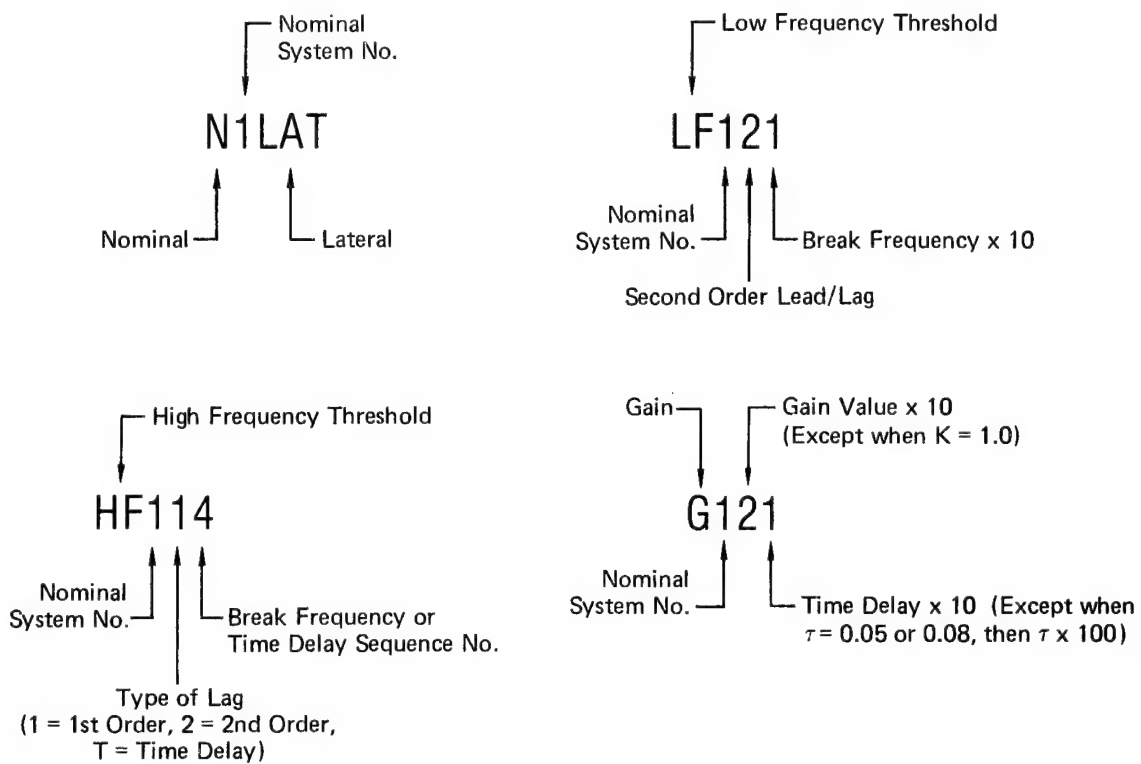 Nominal
System No.
N1LAT
Nominal
Lateral
Low Frequency Threshold
LF121
Nominal
System No.
Break Frequency x 10
Second Order Lead/Lag
High Frequency Threshold
HF114
Nominal
System No.
Break Frequency or
Time Delay Sequence No.
Type of Lag
(1 = 1st Order, 2 = 2nd Order,
T = Time Delay)
Gain
Gain Value x 10
(Except when K = 1.0)
G121
Nominal
System No.
Time Delay x 10 (Except when
τ = 0.05 or 0.08, then τ x 100)